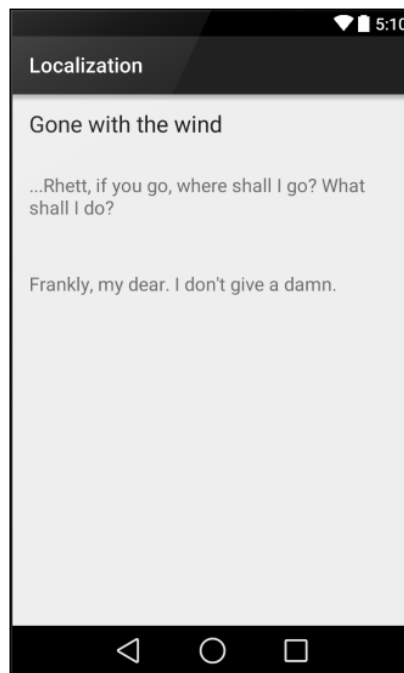 5:10
Localization
Gone with the wind
...Rhett, if you go, where shall I go? What
shall I do?
Frankly, my dear. I don't give a damn.